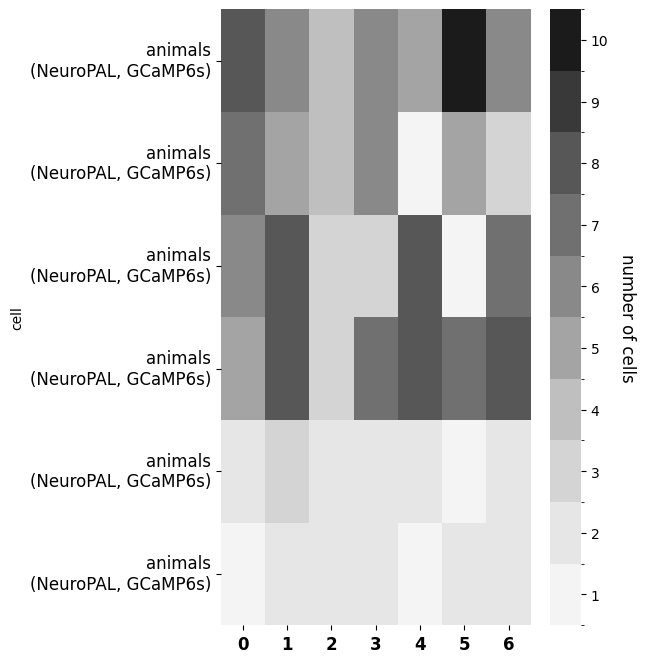 animals
(NeuroPAL, GCaMP6s)
animals
(NeuroPAL, GCaMP6s)
animals
(NeuroPAL, GCaMP6s)
animals
(NeuroPAL, GCaMP6s)
animals
(NeuroPAL, GCaMP6s)
animals
(NeuroPAL, GCaMP6s)
cell
0 1 2 3 4 5 6
10
9
8
7
6
5
4
3
2
1
number of cells